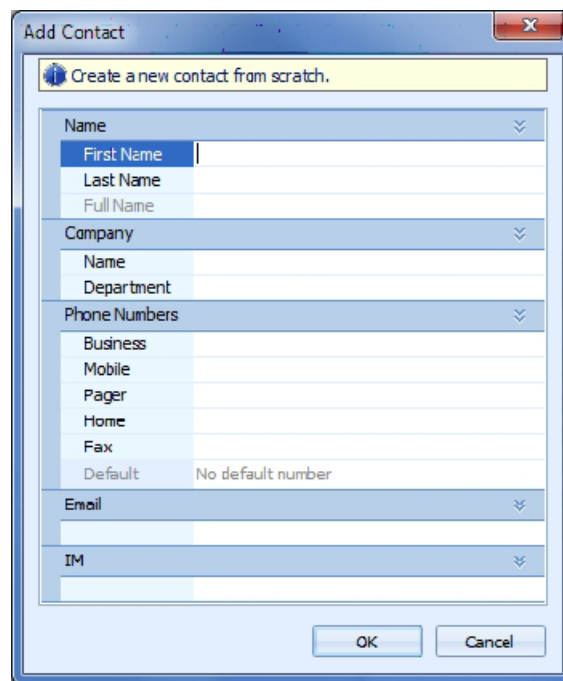 Add Contact
Create a new contact from scratch.
Name
First Name
Last Name
Full Name
Company
Name
Department
Phone Numbers
Business
Mobile
Pager
Home
Fax
Default No default number
Email
IM
OK Cancel